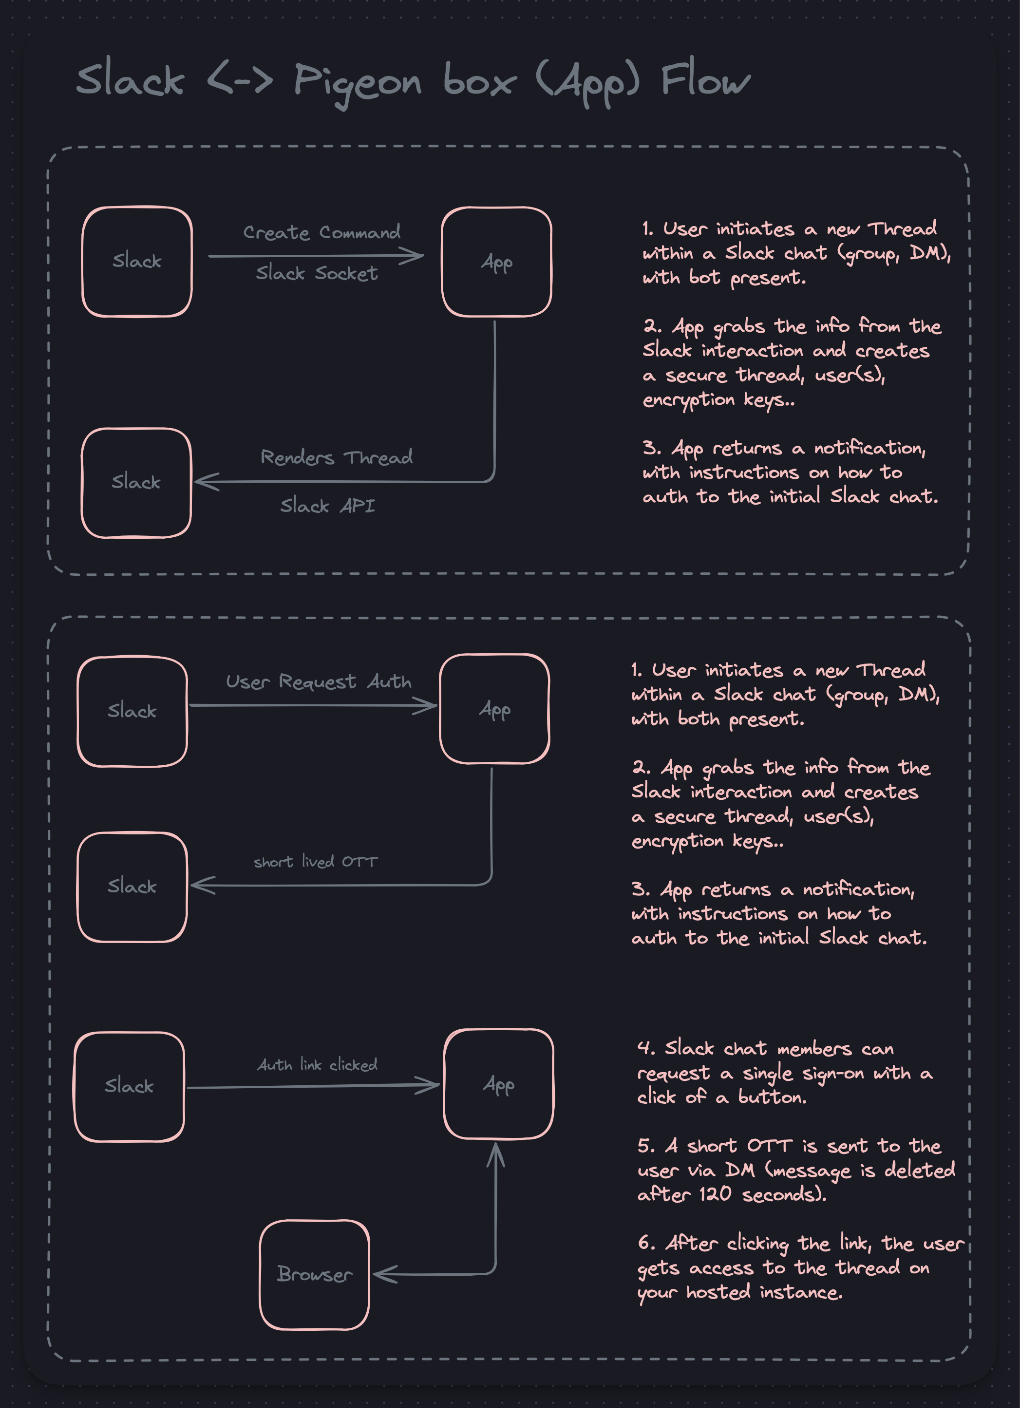 Slack <-> Pigeon box (App) Flow
Slack
Create Command
Slack Socket
App
Slack
Renders Thread
Slack API
1. User initiates a new Thread
within a Slack chat (group, DM),
with bot present.
2. App grabs the info from the
Slack interaction and creates
a secure thread, user(s),
encryption keys..
3. App returns a notification,
with instructions on how to
auth to the initial Slack chat.
Slack
User Request Auth
App
Slack
short lived OTT
1. User initiates a new Thread
within a Slack chat (group, DM),
with both present.
2. App grabs the info from the
Slack interaction and creates
a secure thread, user(s),
encryption keys..
3. App returns a notification,
with instructions on how to
auth to the initial Slack chat.
Slack
Auth link clicked
App
Browser
4. Slack chat members can
request a single sign-on with a
click of a button.
5. A short OTT is sent to the
user via DM (message is deleted
after 120 seconds).
6. After clicking the link, the user
gets access to the thread on
your hosted instance.